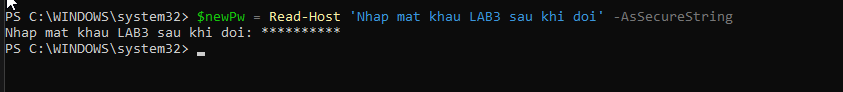 PS C:\WINDOWS\system32> $newPw = Read-Host 'Nhap mat khau LAB3 sau khi doi' -AsSecureString
Nhap mat khau LAB3 sau khi doi: **********
PS C:\WINDOWS\system32> _